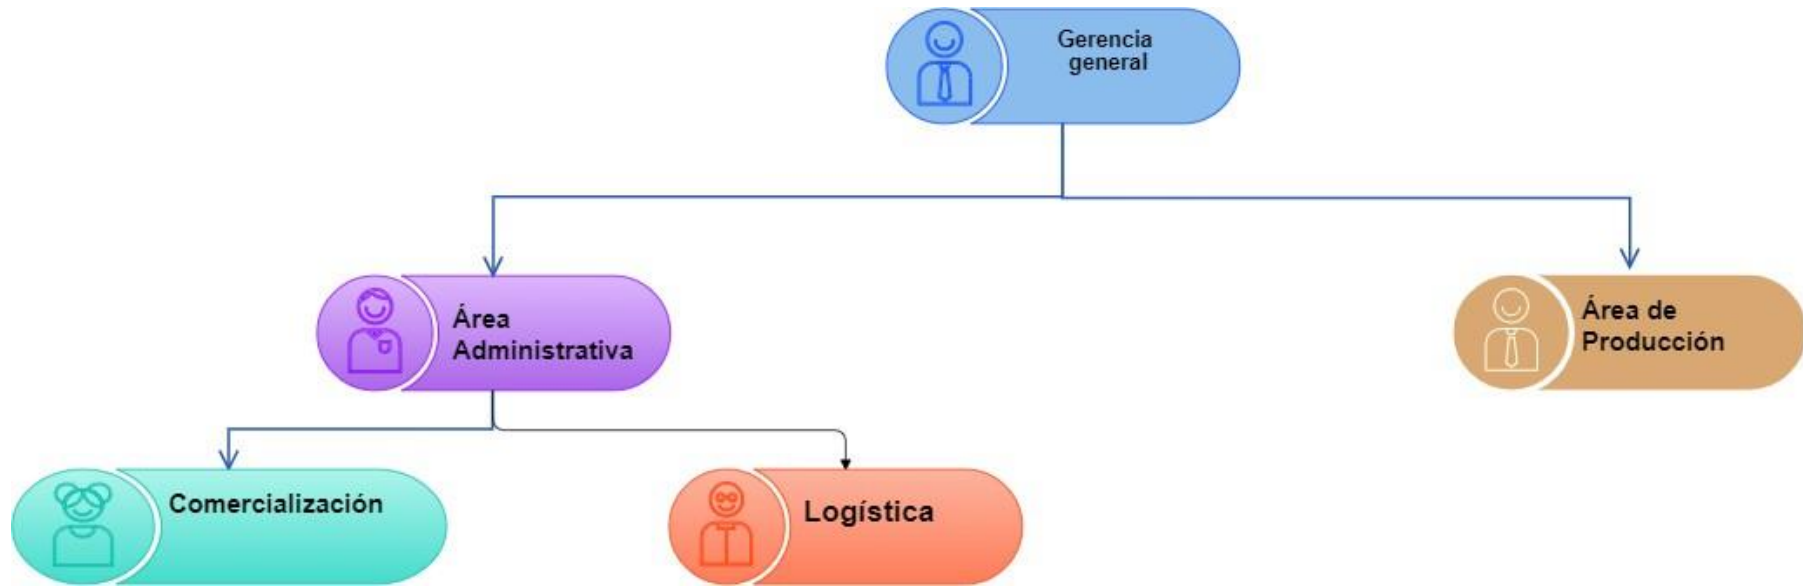 Gerencia
general
Área
Administrativa
Área de
Producción
Comercialización
Logística